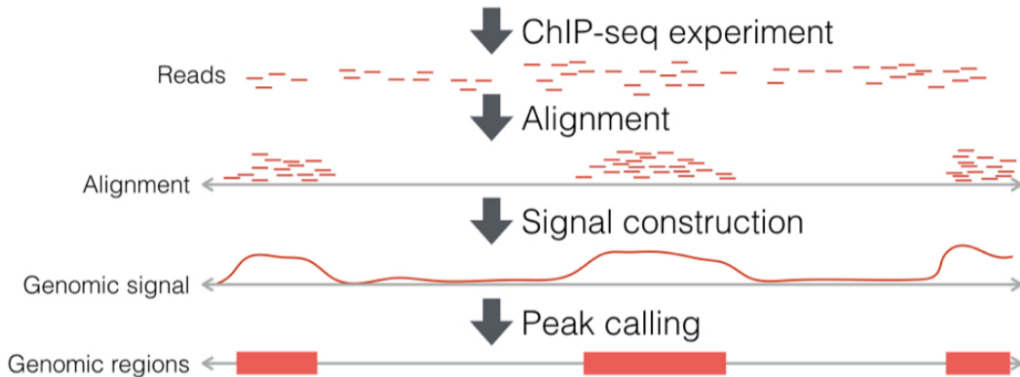 ChIP-seq experiment
Reads
Alignment
Alignment
Signal construction
Genomic signal
Peak calling
Genomic regions